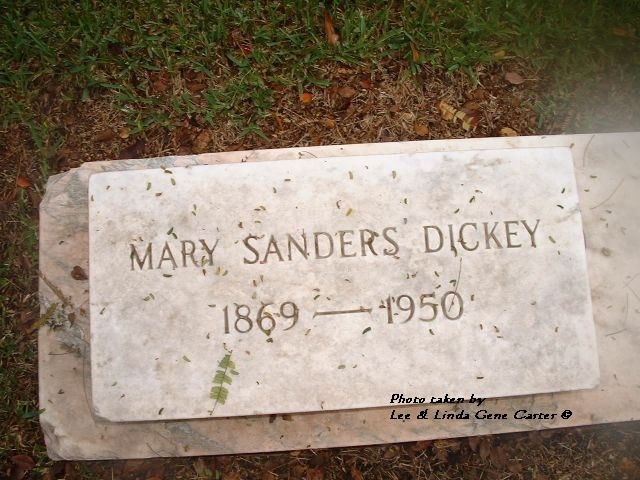 MARY SANDERS DICKEY
1869 — 1950
Photo taken by
Lee & Linda Gene Carter ©